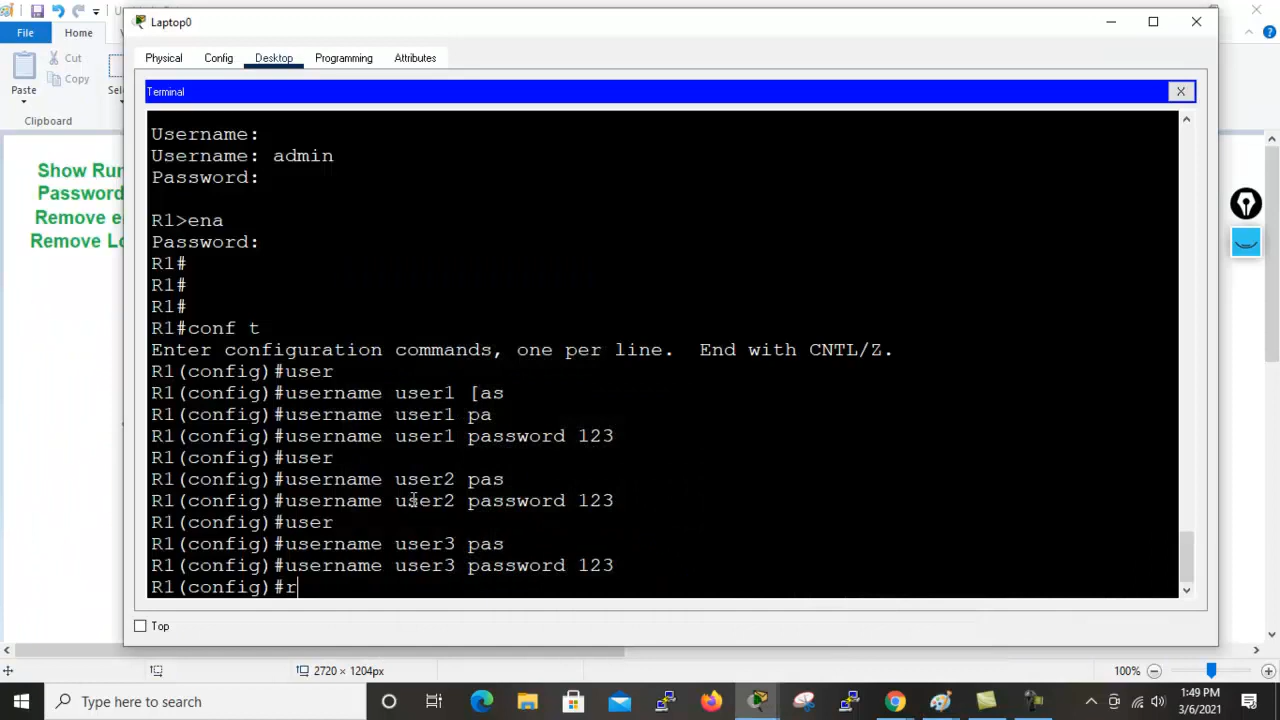 Laptop0
File
Home
Cut
Copy
Paste
Clipboard
Physical
Config
Desktop
Programming
Attributes
Terminal
Show Run
Password
Remove
Remove
Username:
Username: admin
Password:
R1>ena
Password:
R1#
R1#
R1#
R1#conf t
Enter configuration commands, one per line. End with CNTL/Z.
R1(config)#user
R1(config)#username user1 [as
R1(config)#username user1 pa
R1(config)#username user1 password 123
R1(config)#user
R1(config)#username user2 pas
R1(config)#username user2 password 123
R1(config)#user
R1(config)#username user3 pas
R1(config)#username user3 password 123
R1(config)#r
Top
2720 × 1204px
100%
Type here to search
1:49 PM
3/6/2021